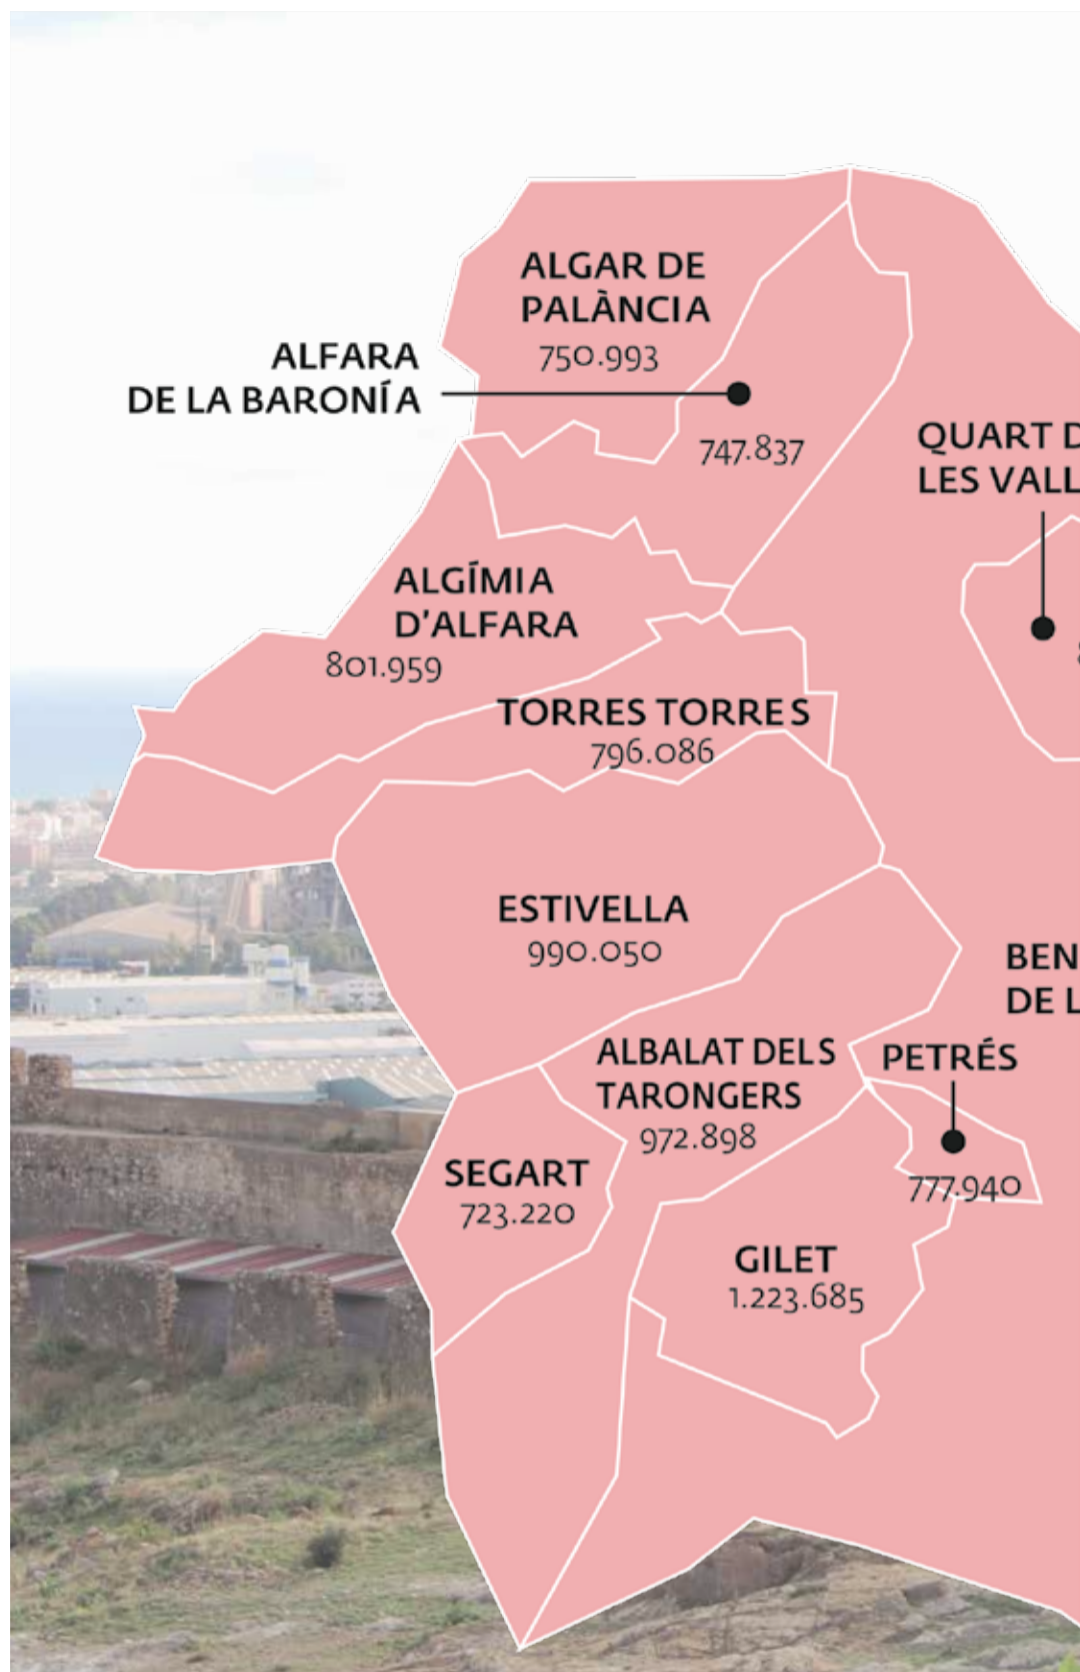 ALGAR DE
PALÀNCIA
750.993
ALFARA
DE LA BARONÍA
747.837
QUART D
LES VALL
ALGÍMIA
D'ALFARA
801.959
TORRES TORRES
796.086
ESTIVELLA
990.050
BEN
DE L
ALBALAT DELS
TARONGERS
972.898
PETRÉS
777.940
SEGART
723.220
GILET
1.223.685